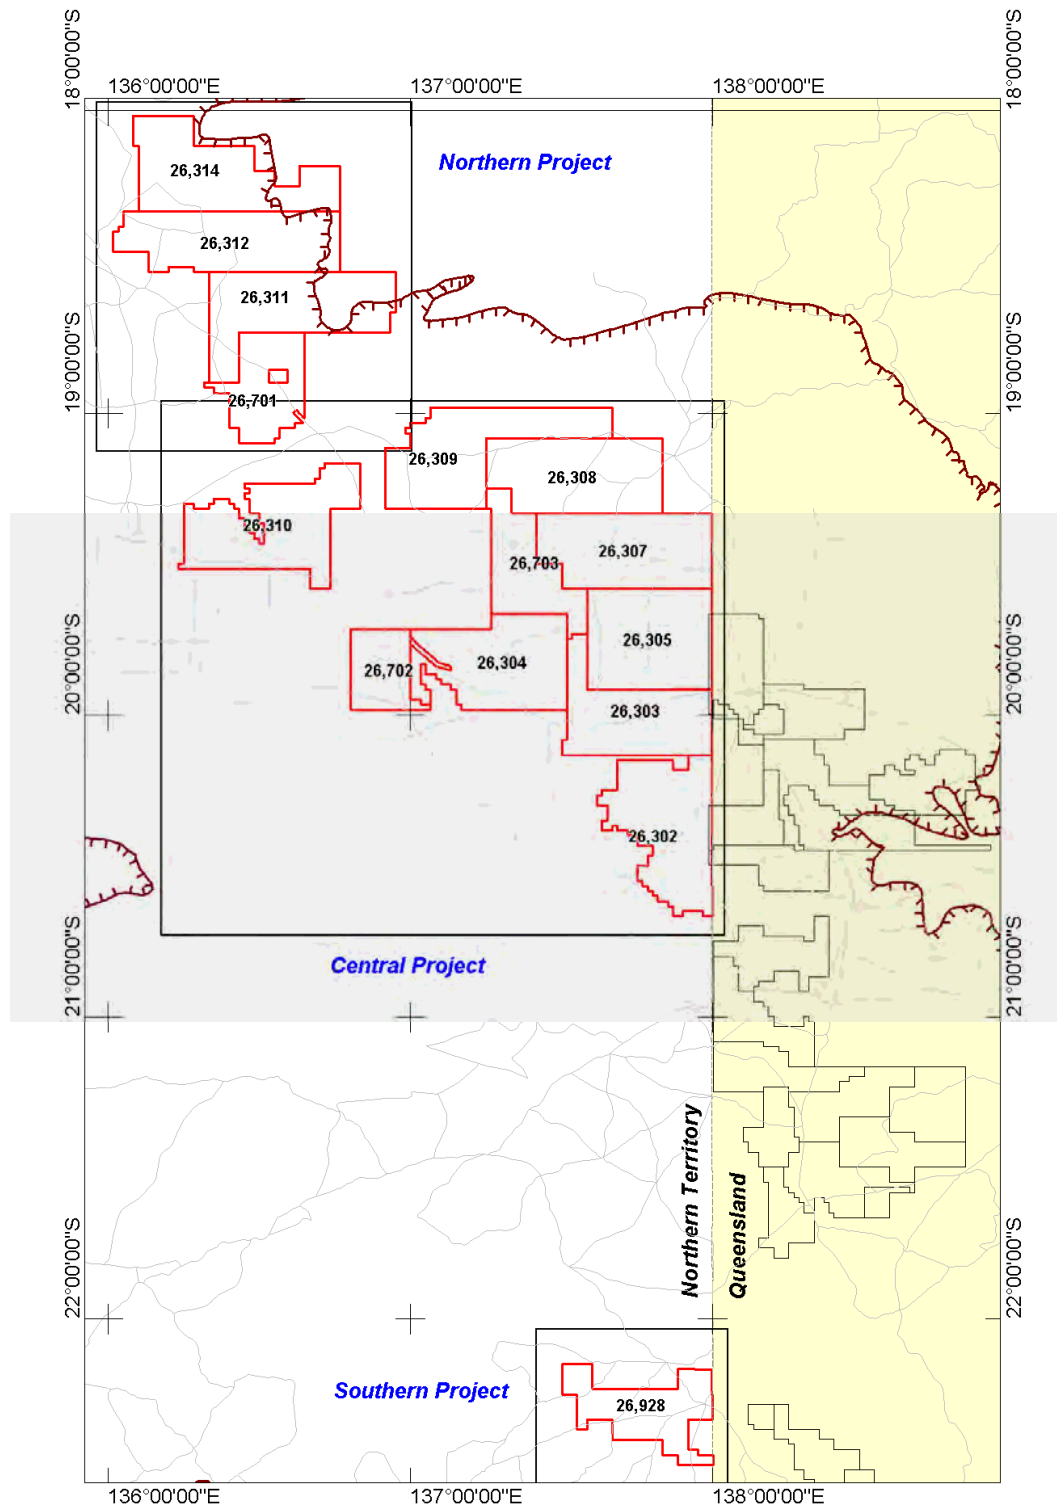 136°00'00"E
137°00'00"E
138°00'00"E
18°00'00"S
18°00'00"S
Northern Project
26,314
26,312
26,311
19°00'00"S
19°00'00"S
26,701
26,309
26,308
26,310
26,703
26,307
26,305
20°00'00"S
20°00'00"S
26,702
26,304
26,303
26,302
Central Project
21°00'00"S
21°00'00"S
Northern Territory
Queensland
22°00'00"S
22°00'00"S
Southern Project
26,928
136°00'00"E
137°00'00"E
138°00'00"E